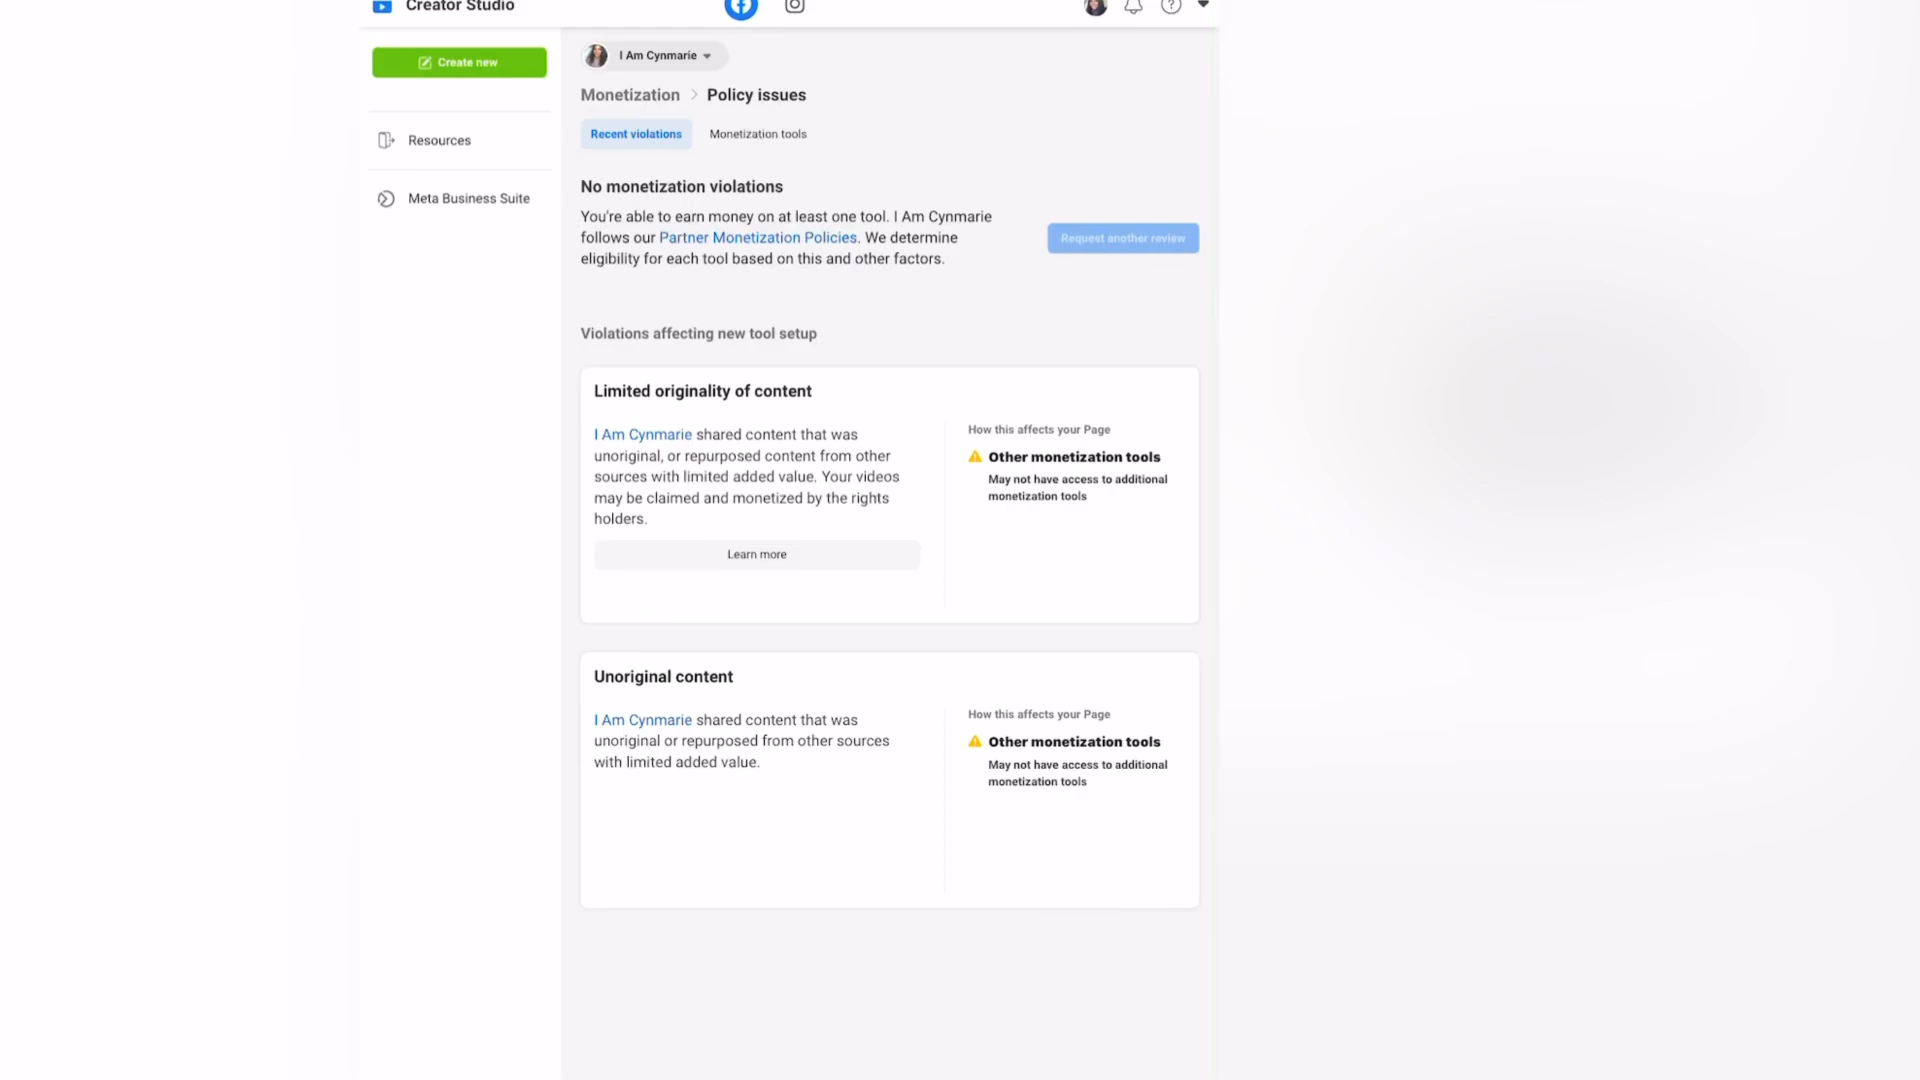 Creator Studio
Create new
Resources
Meta Business Suite
I Am Cynmarie
Monetization > Policy issues
Recent violations Monetization tools
No monetization violations
You're able to earn money on at least one tool. I Am Cynmarie
follows our Partner Monetization Policies. We determine
eligibility for each tool based on this and other factors.
Request another review
Violations affecting new tool setup
Limited originality of content
I Am Cynmarie shared content that was
unoriginal, or repurposed content from other
sources with limited added value. Your videos
may be claimed and monetized by the rights
holders.
Learn more
How this affects your Page
Other monetization tools
May not have access to additional
monetization tools
Unoriginal content
I Am Cynmarie shared content that was
unoriginal or repurposed from other sources
with limited added value.
How this affects your Page
Other monetization tools
May not have access to additional
monetization tools